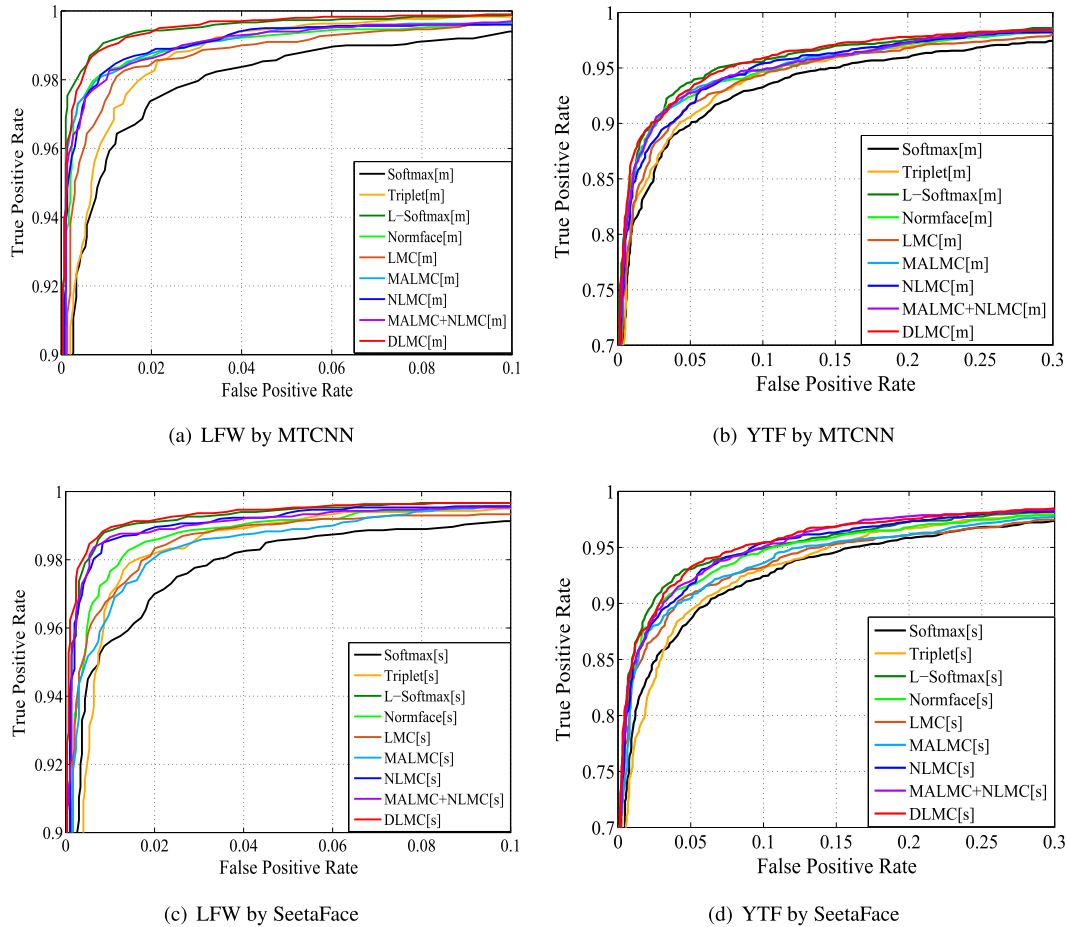 1
0.98
0.96
0.94
0.92
0.9
0 0.02 0.04 0.06 0.08 0.1
True Positive Rate
False Positive Rate
Softmax[m]
Triplet[m]
L−Softmax[m]
Normface[m]
LMC[m]
MALMC[m]
NLMC[m]
MALMC+NLMC[m]
DLMC[m]
(a) LFW by MTCNN
1
0.95
0.9
0.85
0.8
0.75
0.7
0 0.05 0.1 0.15 0.2 0.25 0.3
True Positive Rate
False Positive Rate
Softmax[m]
Triplet[m]
L−Softmax[m]
Normface[m]
LMC[m]
MALMC[m]
NLMC[m]
MALMC+NLMC[m]
DLMC[m]
(b) YTF by MTCNN
1
0.98
0.96
0.94
0.92
0.9
0 0.02 0.04 0.06 0.08 0.1
True Positive Rate
False Positive Rate
Softmax[s]
Triplet[s]
L−Softmax[s]
Normface[s]
LMC[s]
MALMC[s]
NLMC[s]
MALMC+NLMC[s]
DLMC[s]
(c) LFW by SeetaFace
1
0.95
0.9
0.85
0.8
0.75
0.7
0 0.05 0.1 0.15 0.2 0.25 0.3
True Positive Rate
False Positive Rate
Softmax[s]
Triplet[s]
L−Softmax[s]
Normface[s]
LMC[s]
MALMC[s]
NLMC[s]
MALMC+NLMC[s]
DLMC[s]
(d) YTF by SeetaFace